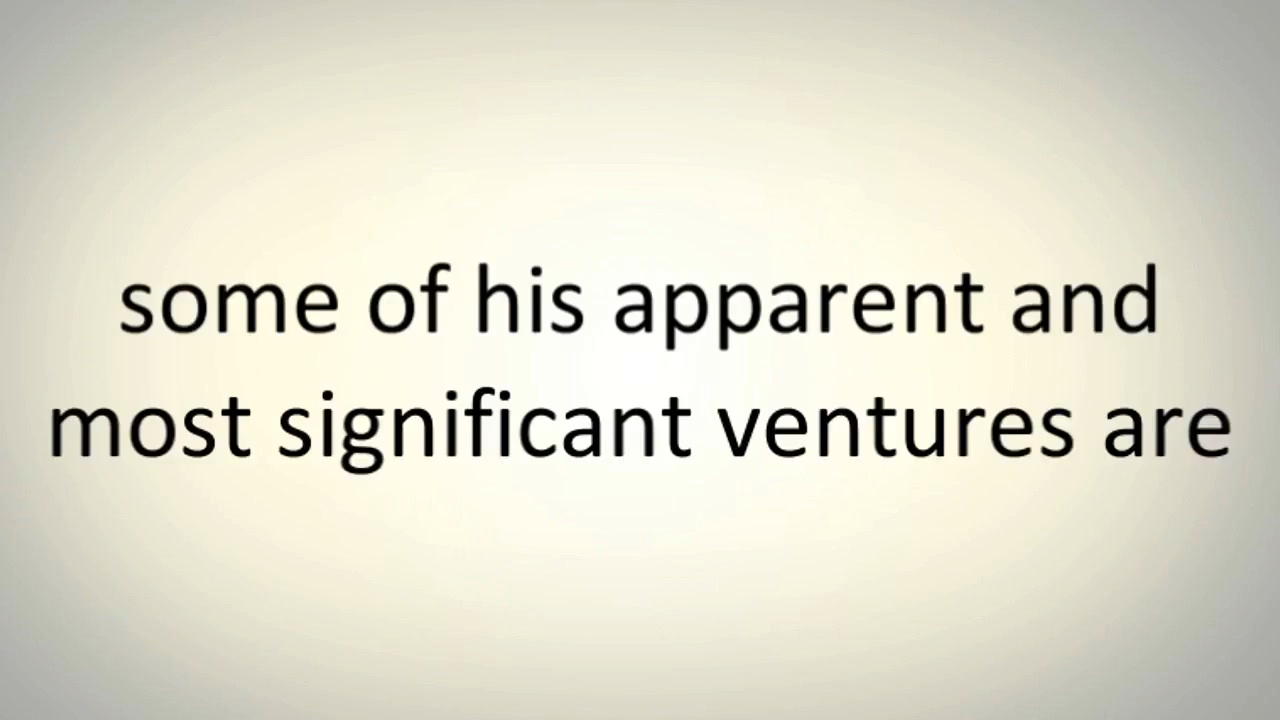 some of his apparent and
most significant ventures are